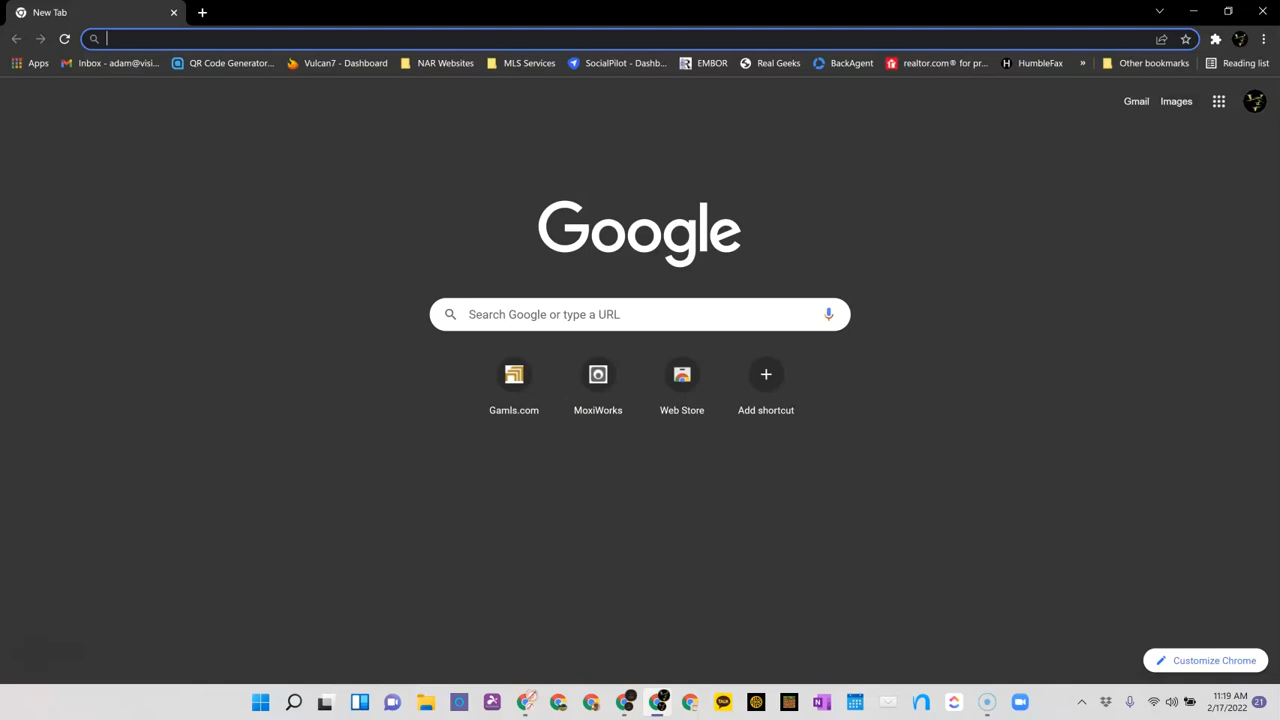 New Tab
Apps
Inbox - adam@visi...
QR Code Generator...
Vulcan7 - Dashboard
NAR Websites
MLS Services
SocialPilot - Dashb...
EMBOR
Real Geeks
BackAgent
realtor.com® for pr...
HumbleFax
»
Other bookmarks
Reading list
Gmail
Images
Google
Search Google or type a URL
Gamls.com
MoxiWorks
Web Store
Add shortcut
Customize Chrome
TALK
11:19 AM
2/17/2022
21